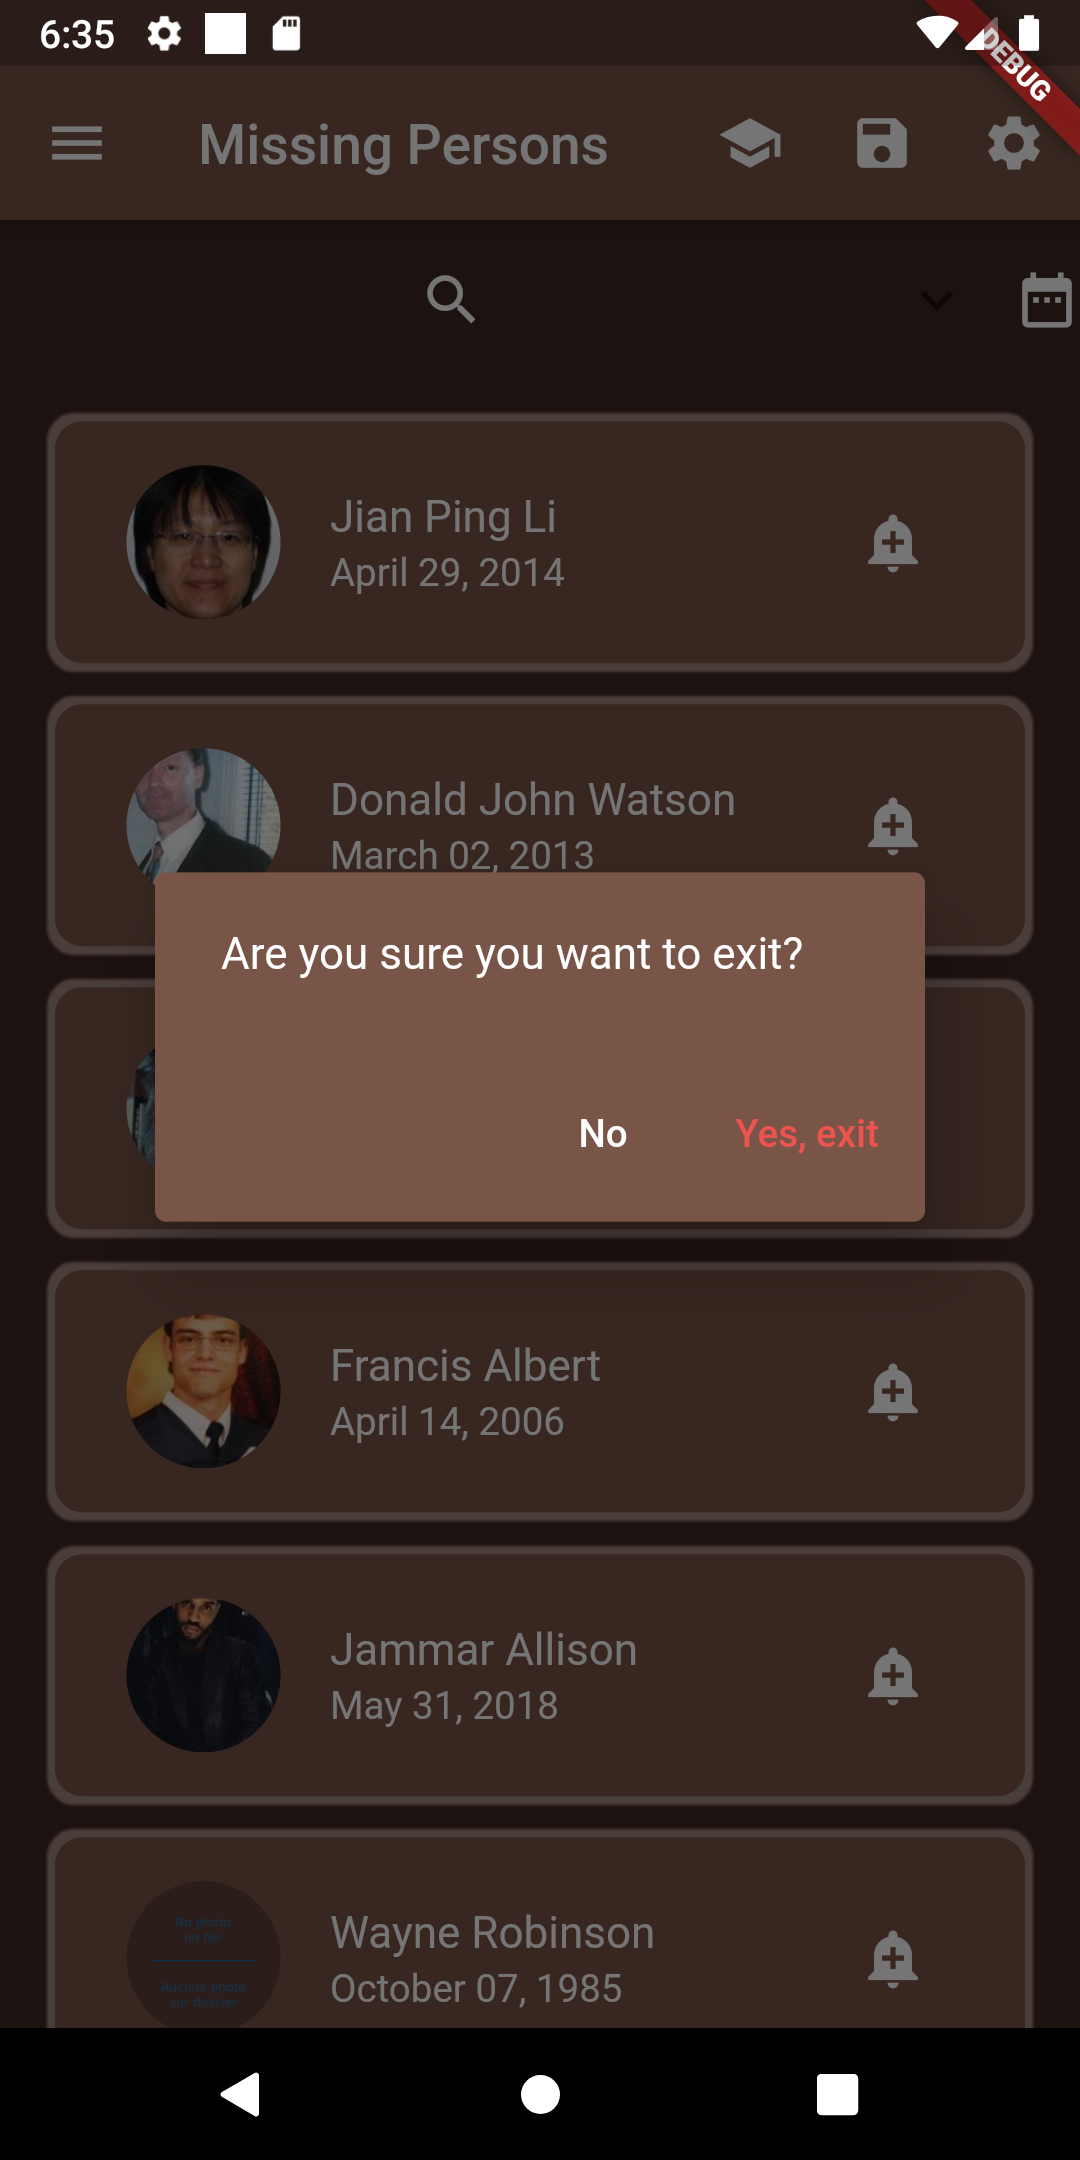 6:35
DEBUG
Missing Persons
Jian Ping Li
April 29, 2014
Donald John Watson
March 02, 2013
Are you sure you want to exit?
No
Yes, exit
Francis Albert
April 14, 2006
Jammar Allison
May 31, 2018
No photo
on file
Aucune photo
sur dossier
Wayne Robinson
October 07, 1985